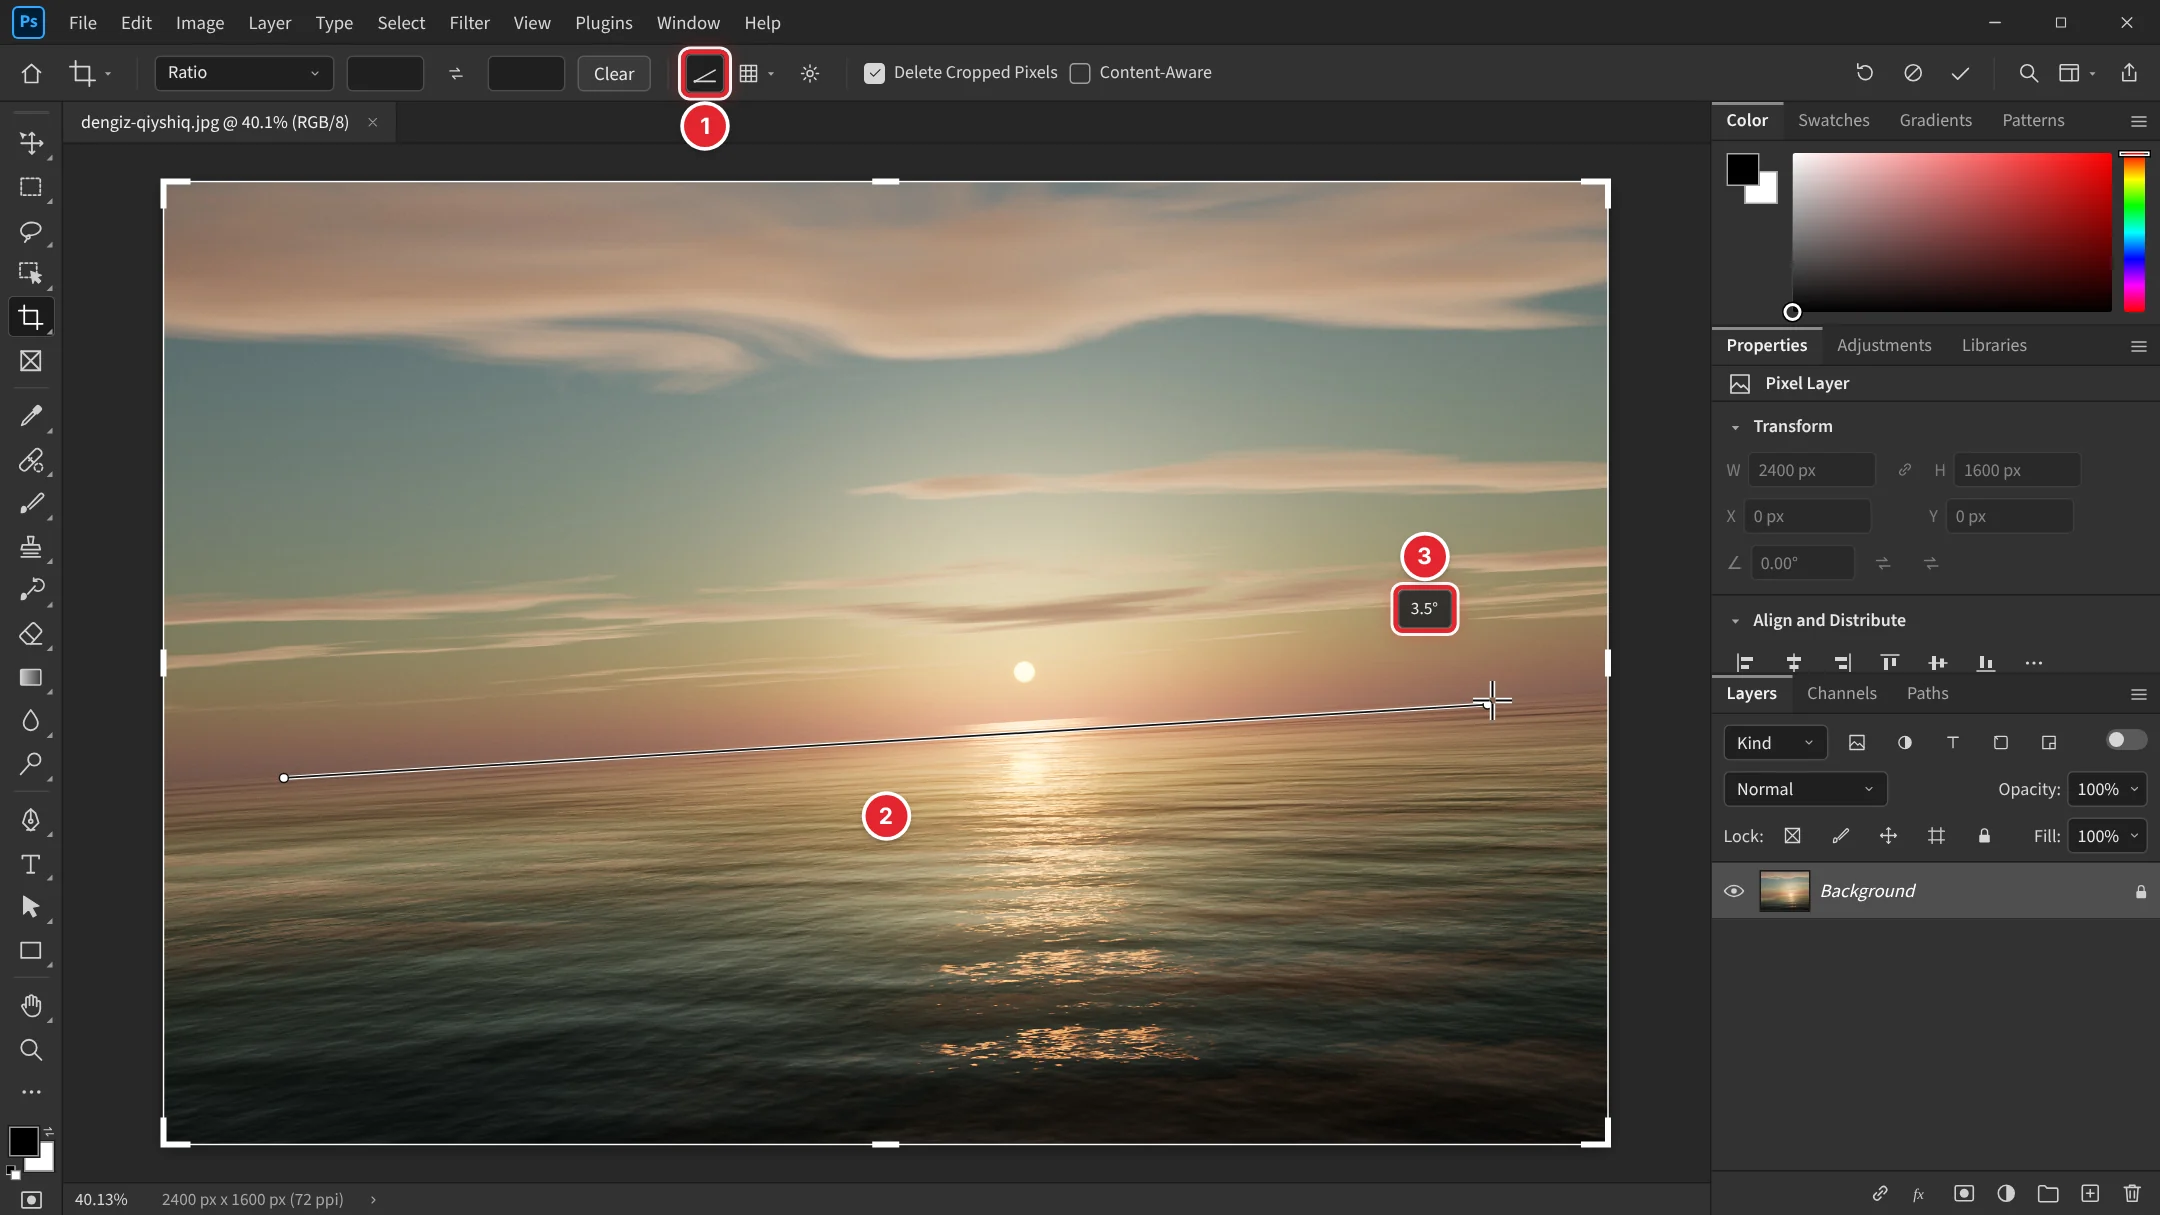 Ps File Edit Image Layer Type Select Filter View Plugins Window Help
Ratio Clear Delete Cropped Pixels Content-Aware
1
dengiz-qiyshiq.jpg @ 40.1% (RGB/8)
Color Swatches Gradients Patterns
Properties Adjustments Libraries
Pixel Layer
Transform
W 2400 px H 1600 px
X 0 px Y 0 px
0.00°
3
3.5°
Align and Distribute
Layers Channels Paths
Kind
Normal Opacity: 100%
2
Lock: Fill: 100%
Background
fx
40.13% 2400 px x 1600 px (72 ppi)